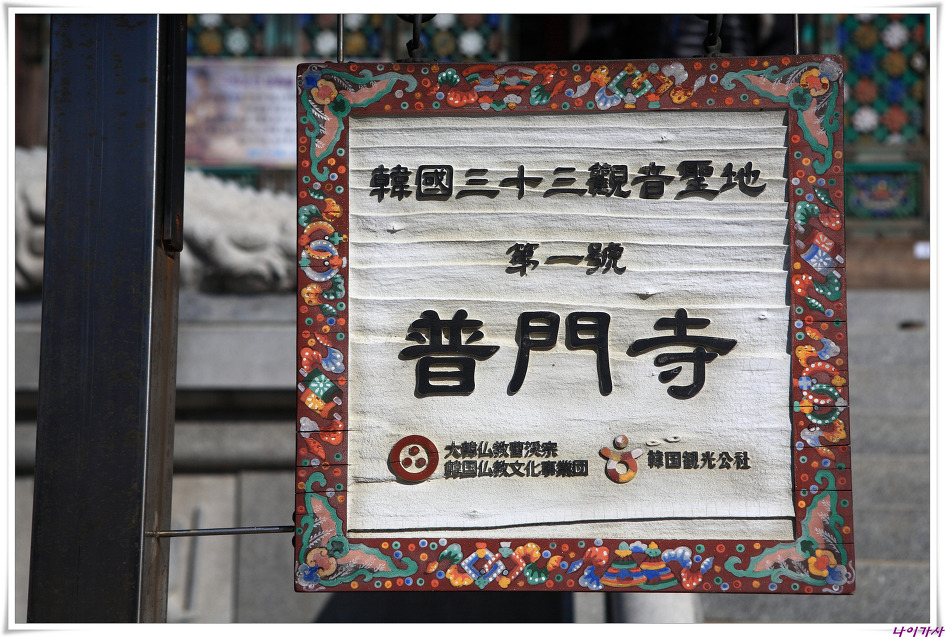 韓國三十三觀音聖地
第一號
普門寺
大韓仏教曹渓宗
韓国仏教文化事業団
韓国観光公社
나이가사